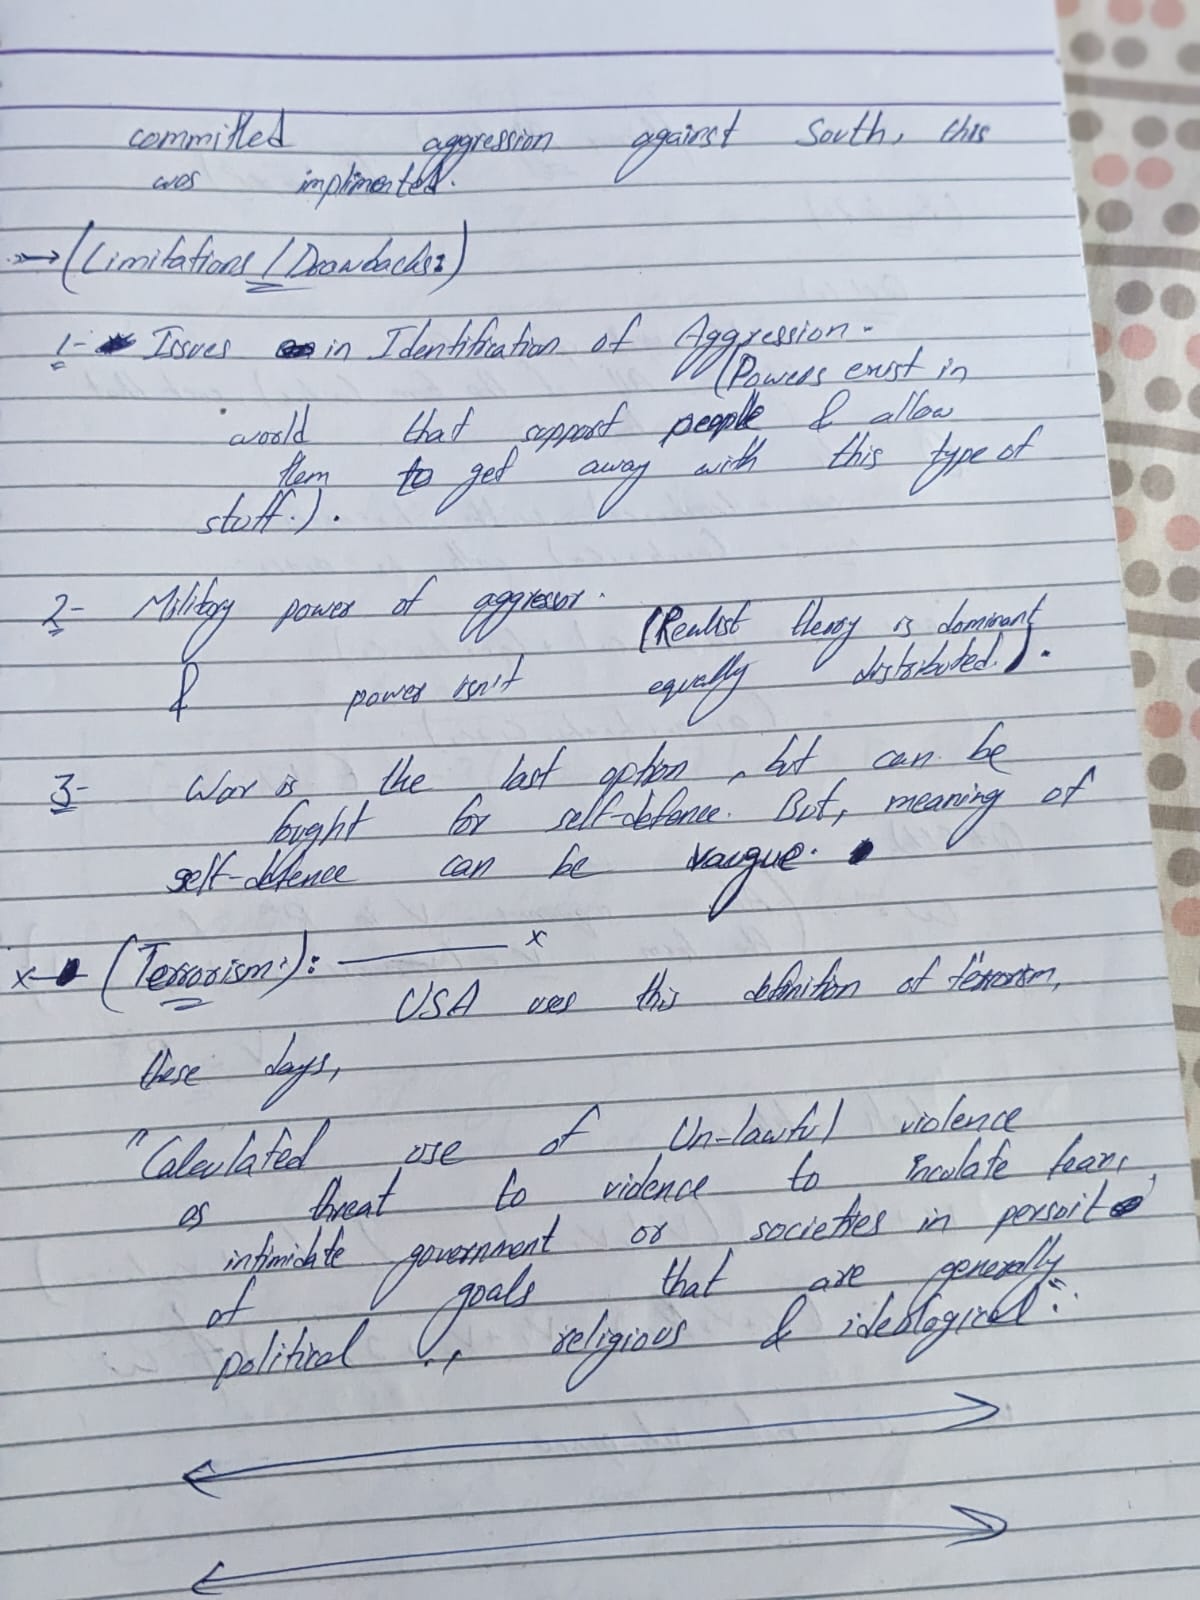 committed aggression against South, this
was implimented.
→ (Limitations / Drawbacks:)
1- Issues in Identification of Aggression.
(Powers exist in
world that support people & allow
them to get away with this type of
stuff.).
2- Military power of aggressor.
(Realist theory is dominant
& power isn't equally distributed.).
3- War is the last option, but can be
fought for self-defence. But, meaning of
self-defence can be vaugue.
x (Terrorism:): x
USA uses this definition of terrorism,
these days,
"Calculated use of Un-lawful violence
as threat to violence to inculate fear,
intimidate government or societies in persuit
of goals that are generally
political, religious & ideological".